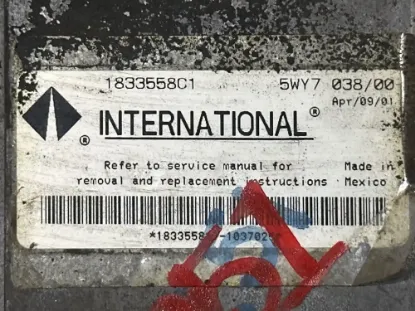 1833558C1 5WY7 038/00
Apr/09/01
® INTERNATIONAL®
Refer to service manual for Made in
removal and replacement instructions Mexico